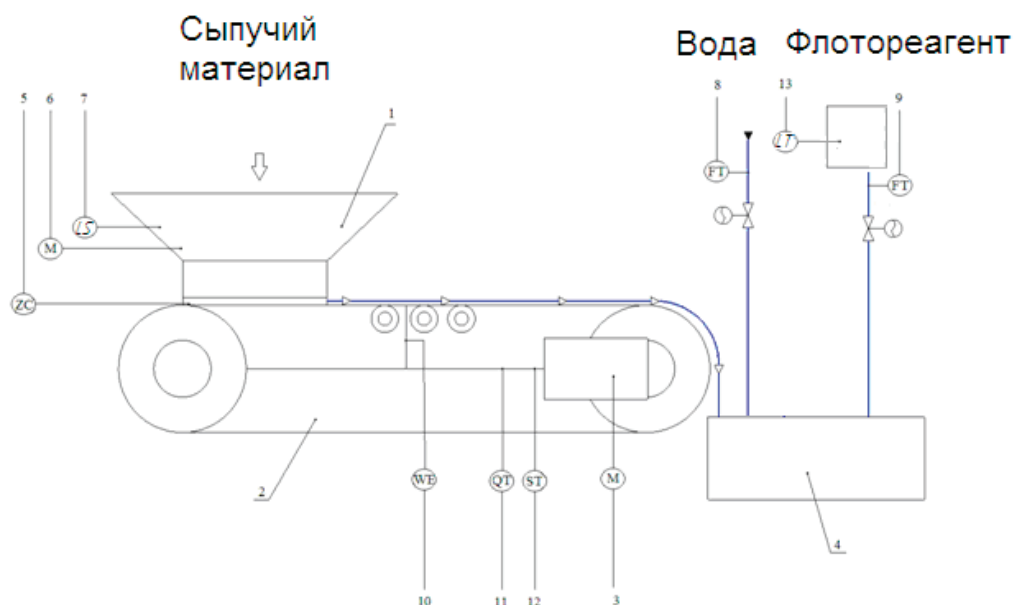 Сыпучий
материал
Вода
Флотореагент
5
6
7
1
8
13
9
LT
FT
FT
LS
M
ZC
2
WE
QT
ST
M
4
10
11
12
3